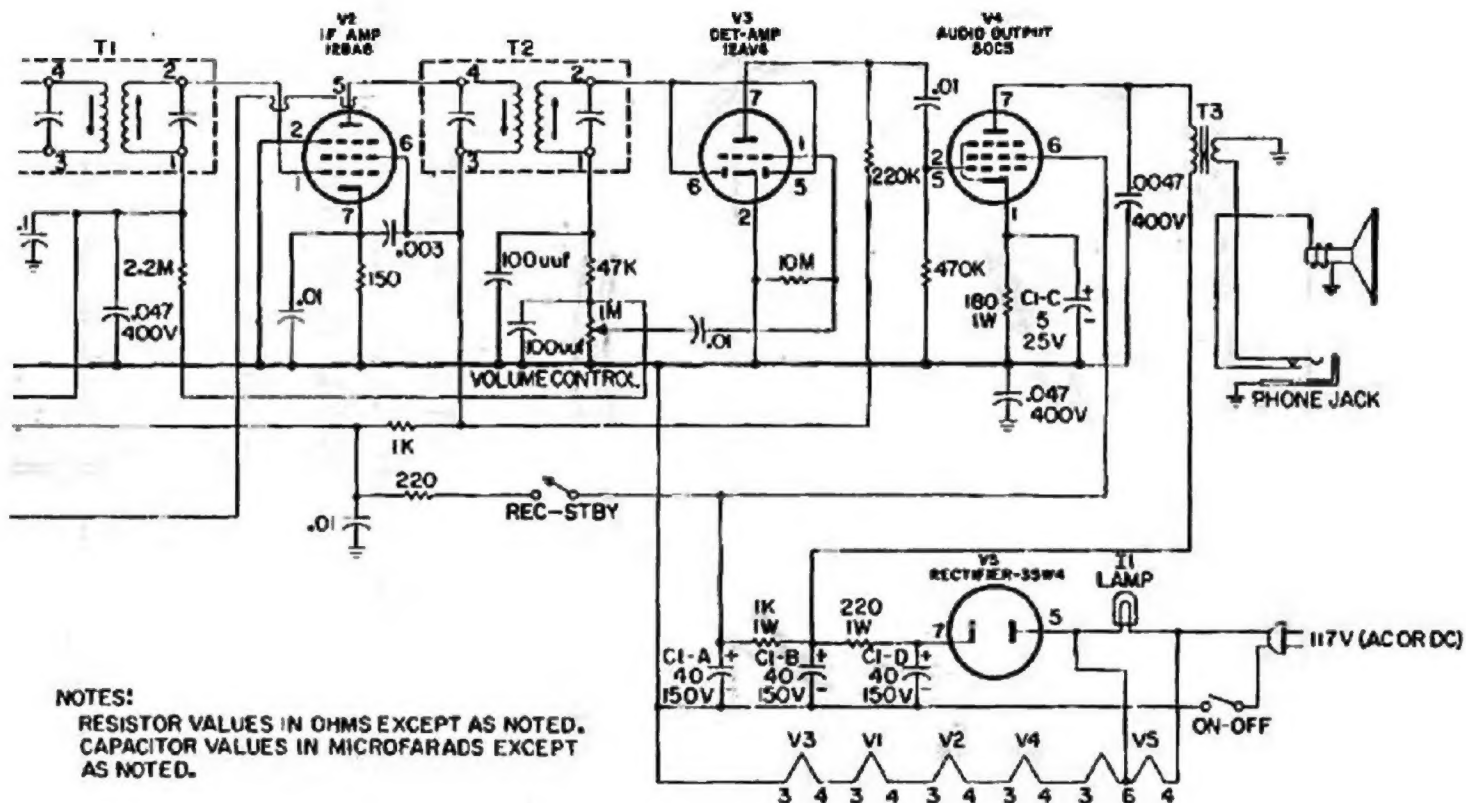 T1
V2
IF AMP
12BA6
T2
V3
DET-AMP
12AV6
V4
AUDIO OUTPUT
50C5
4
2
3
1
5
2
6
1
7
4
2
3
1
7
1
6
5
2
.01
220K
7
2
5
6
1
T3
.0047
400V
.1
2.2M
.047
400V
.003
.01
150
100uuf
47K
1M
100uuf
.01
10M
470K
180
1W
C1-C
5
25V
+
-
VOLUME CONTROL
.047
400V
PHONE JACK
1K
220
REC-STBY
.01
V5
RECTIFIER-35W4
I1
LAMP
1K
1W
220
1W
7
5
117V (AC OR DC)
C1-A
40
150V
+
-
C1-B
40
150V
+
-
C1-D
40
150V
+
-
ON-OFF
NOTES:
RESISTOR VALUES IN OHMS EXCEPT AS NOTED.
CAPACITOR VALUES IN MICROFARADS EXCEPT
AS NOTED.
V3 V1 V2 V4 V5
3 4 3 4 3 4 3 4 3 6 4